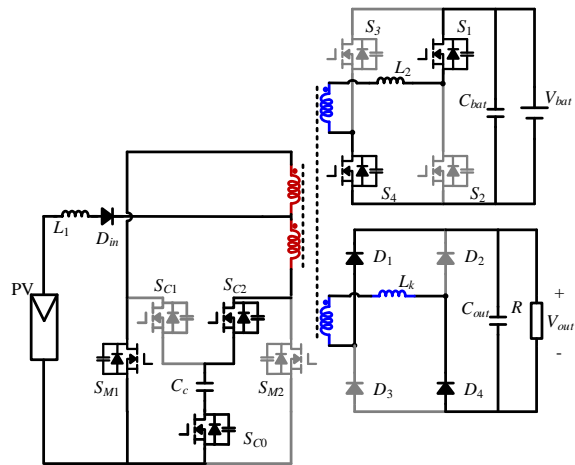 S3
S1
L2
Cbat
Vbat
S4
S2
L1
Din
PV
SC1
SC2
SM1
Cc
SM2
SC0
D1
D2
Lk
Cout
R
+
Vout
-
D3
D4